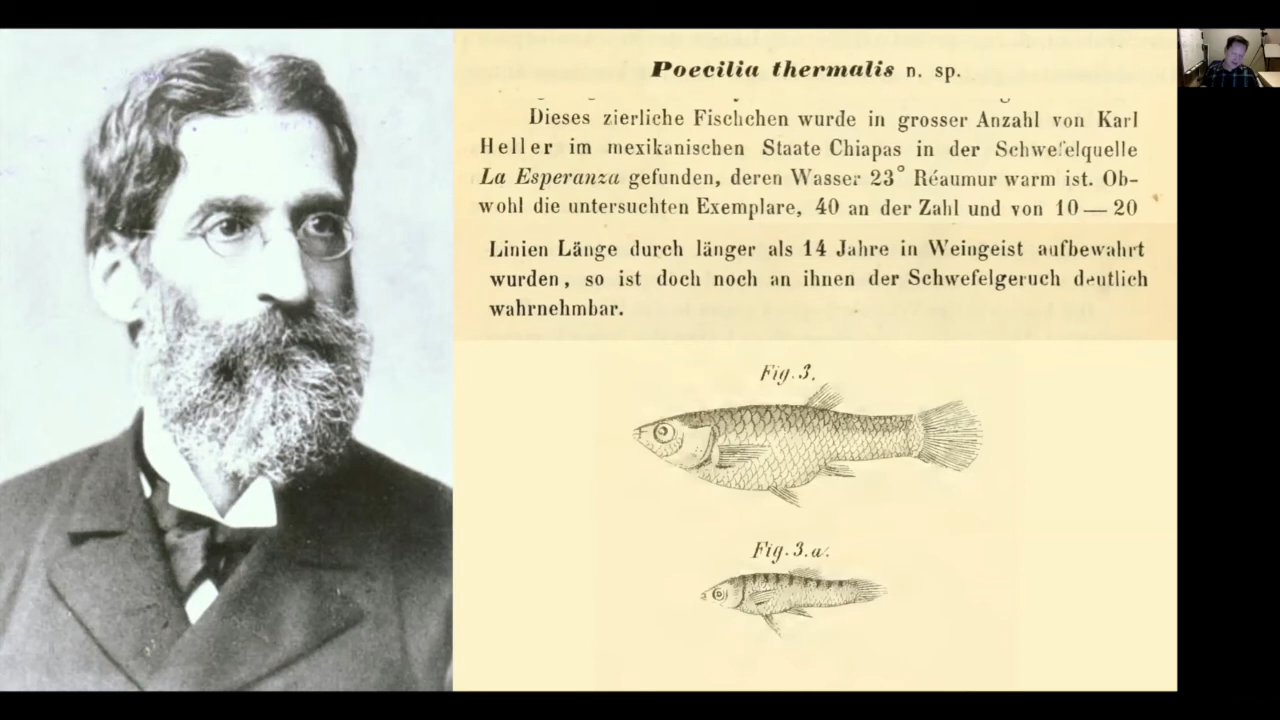 Poecilia thermalis n. sp.
Dieses zierliche Fischchen wurde in grosser Anzahl von Karl
Heller im mexikanischen Staate Chiapas in der Schwefelquelle
La Esperanza gefunden, deren Wasser 23° Réaumur warm ist. Ob-
wohl die untersuchten Exemplare, 40 an der Zahl und von 10—20
Linien Länge durch länger als 14 Jahre in Weingeist aufbewahrt
wurden, so ist doch noch an ihnen der Schwefelgeruch deutlich
wahrnehmbar.
Fig. 3.
Fig. 3. a.